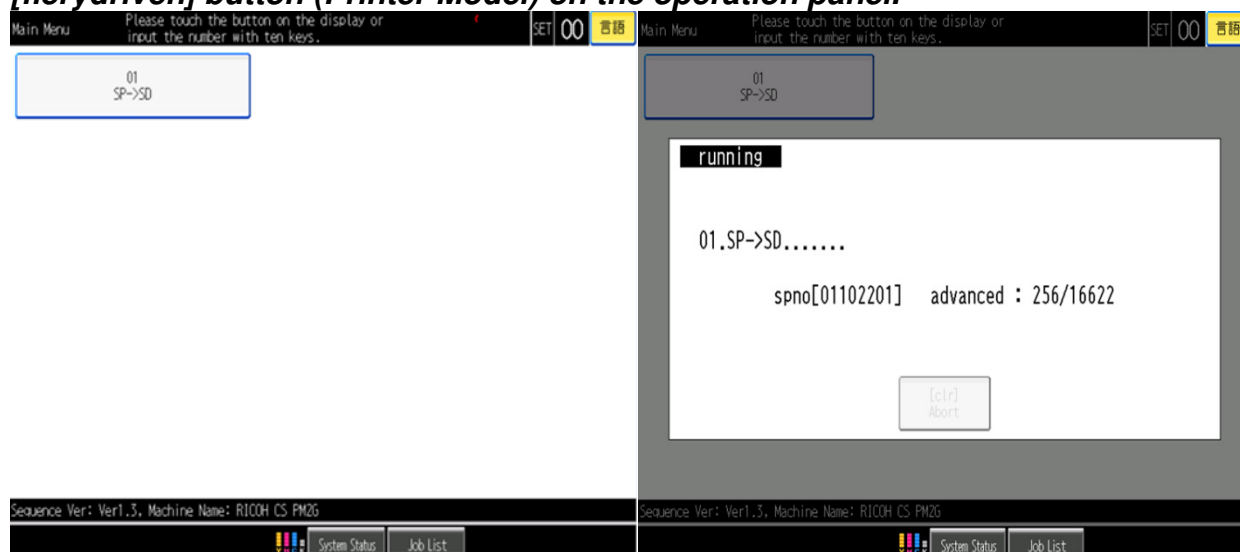 [fierydriven] button (Printer Model) on the operation panel.
Main Menu
Please touch the button on the display or
input the number with ten keys.
SET 00 言語
01
SP->SD
Sequence Ver: Ver1.3, Machine Name: RICOH CS PM2G
System Status Job List
Main Menu
Please touch the button on the display or
input the number with ten keys.
SET 00 言語
01
SP->SD
running
01.SP->SD.......
spno[01102201] advanced : 256/16622
[clr]
Abort
Sequence Ver: Ver1.3, Machine Name: RICOH CS PM2G
System Status Job List